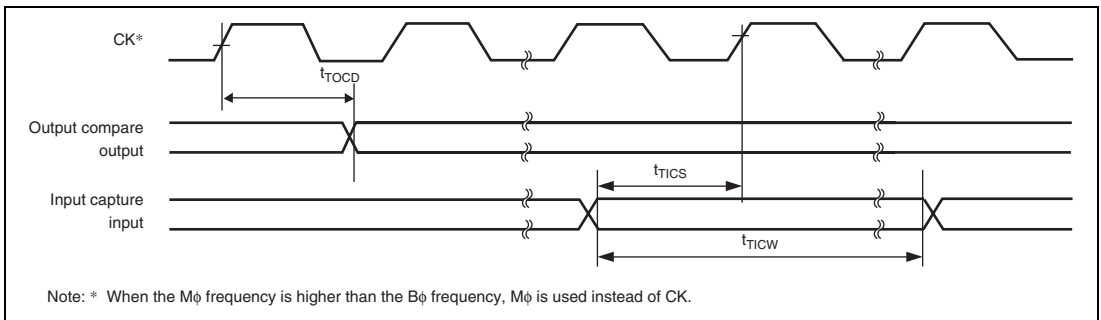 CK*
tTOCD
Output compare
output
tTICS
Input capture
input
tTICW
Note: * When the Mϕ frequency is higher than the Bϕ frequency, Mϕ is used instead of CK.